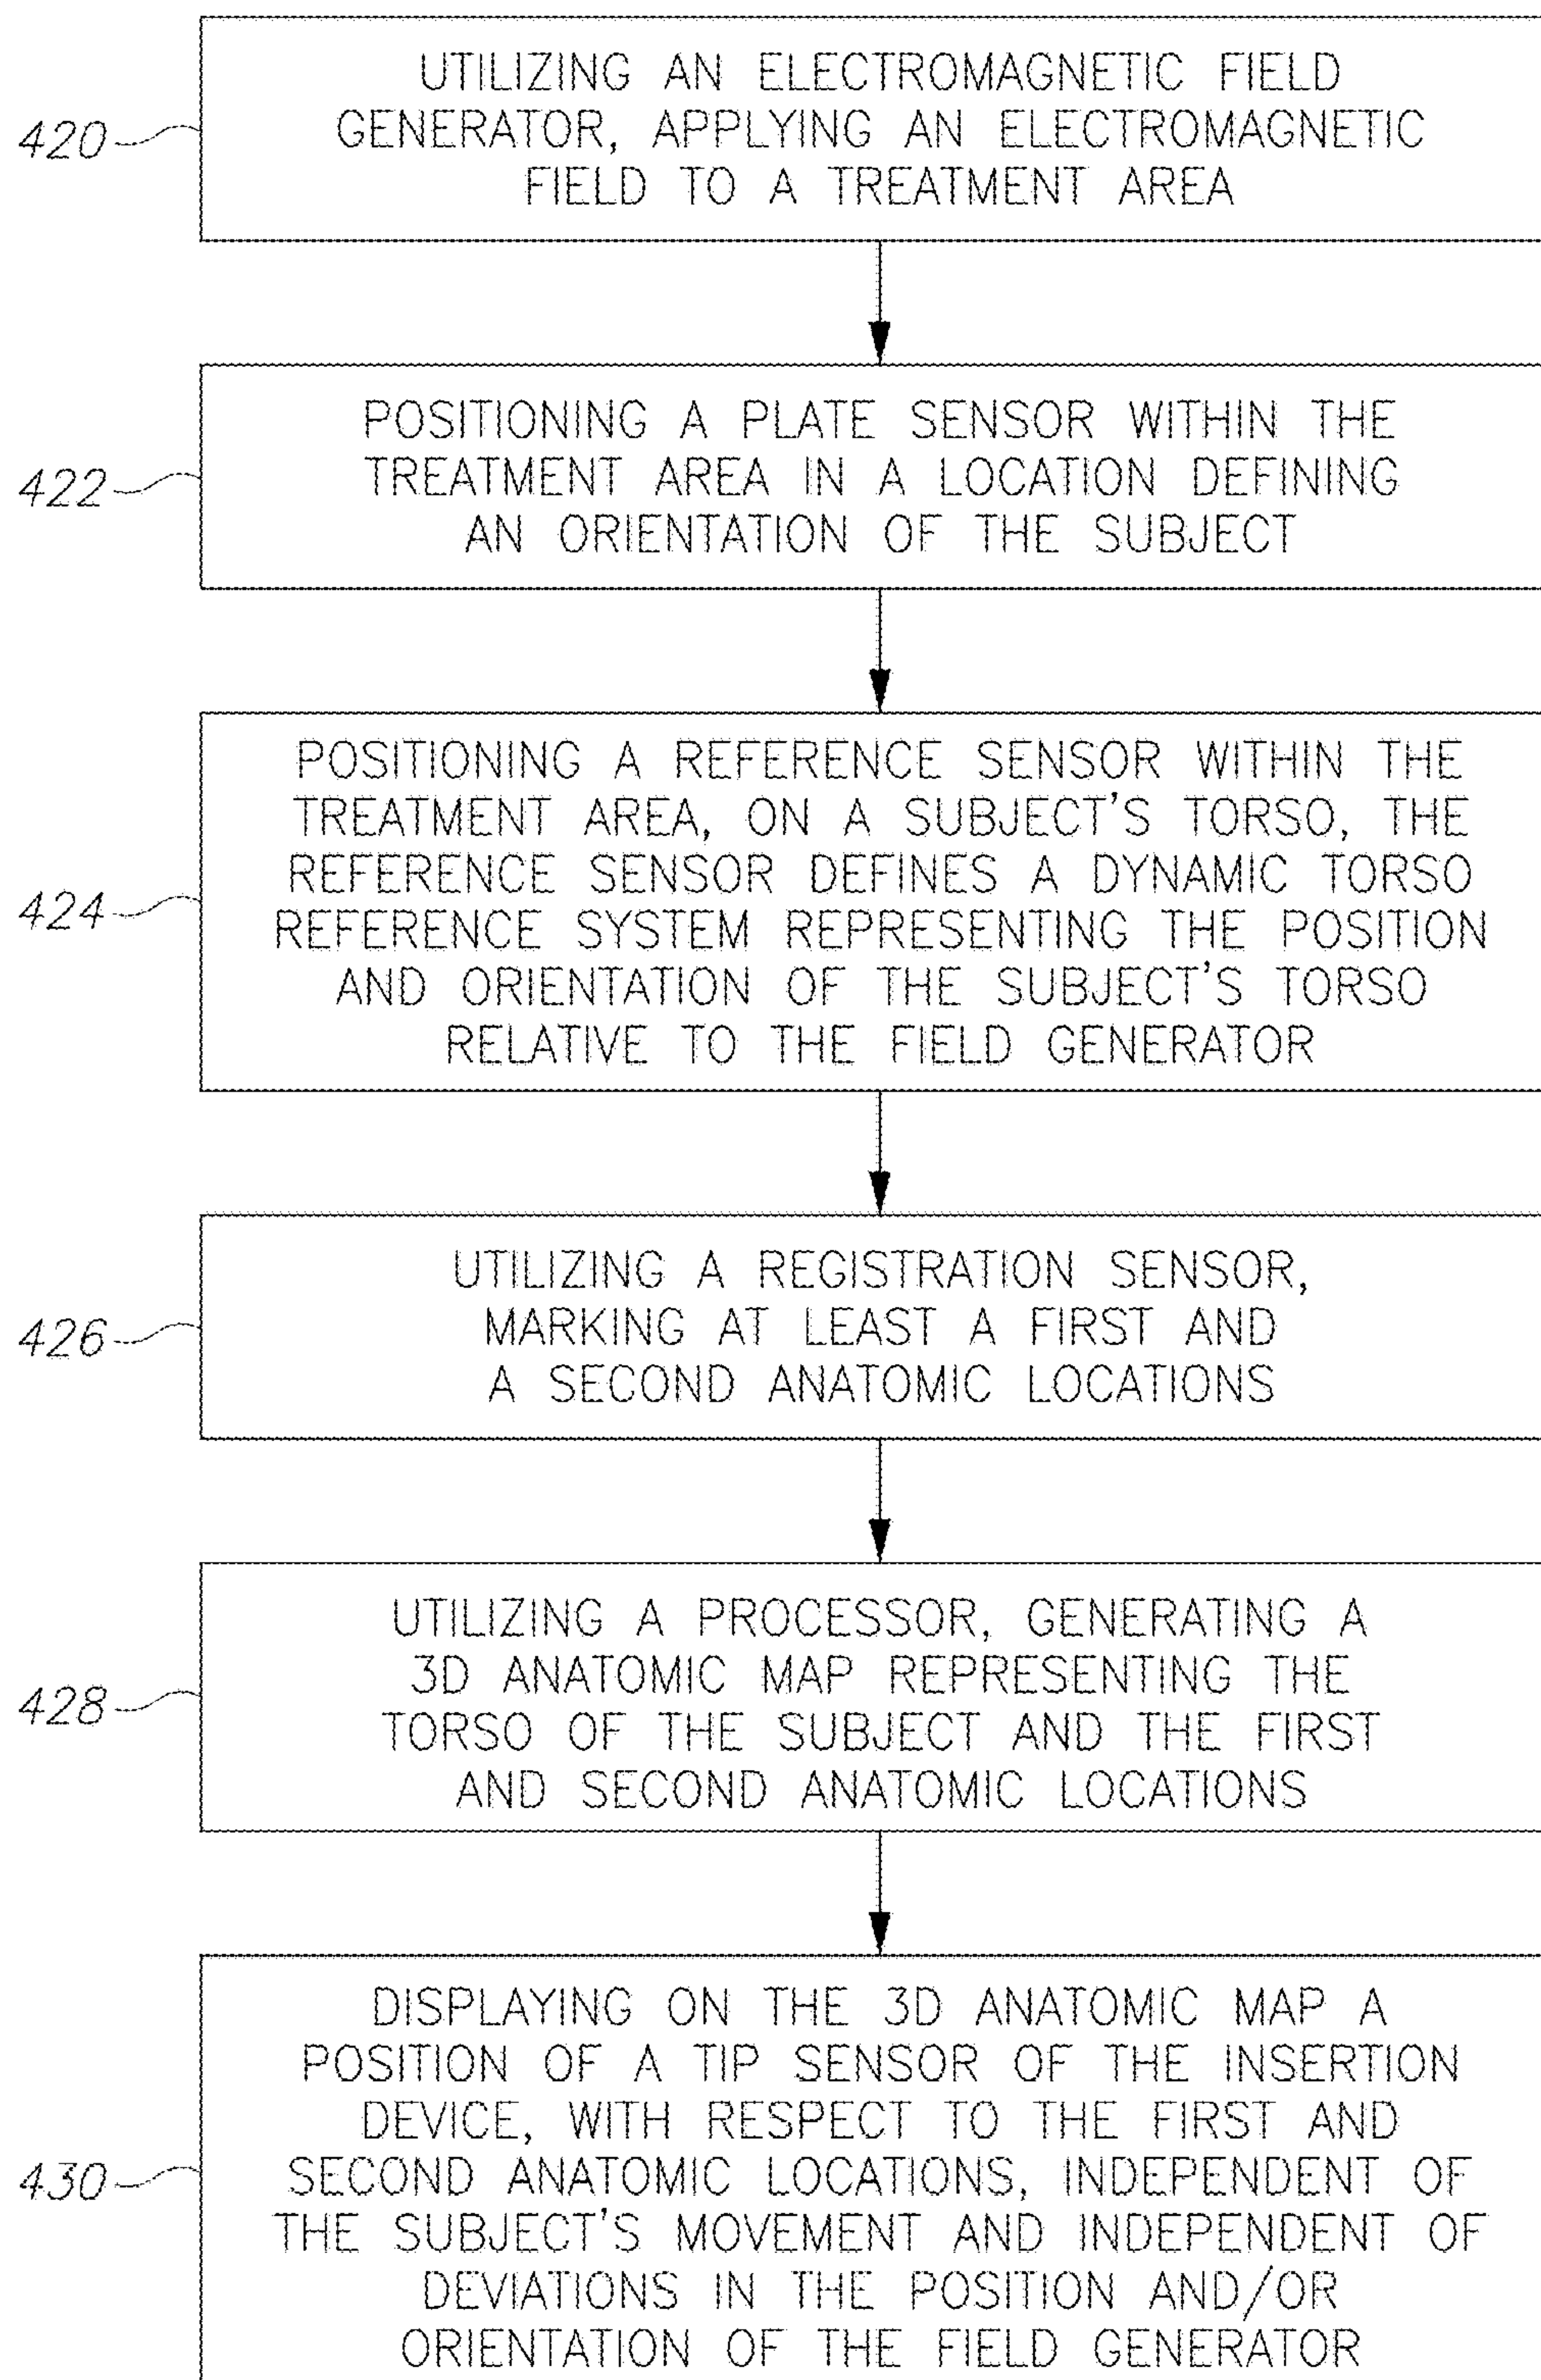 UTILIZING AN ELECTROMAGNETIC FIELD
GENERATOR, APPLYING AN ELECTROMAGNETIC
FIELD TO A TREATMENT AREA
420
POSITIONING A PLATE SENSOR WITHIN THE
TREATMENT AREA IN A LOCATION DEFINING
AN ORIENTATION OF THE SUBJECT
422
POSITIONING A REFERENCE SENSOR WITHIN THE
TREATMENT AREA, ON A SUBJECT'S TORSO, THE
REFERENCE SENSOR DEFINES A DYNAMIC TORSO
REFERENCE SYSTEM REPRESENTING THE POSITION
AND ORIENTATION OF THE SUBJECT'S TORSO
RELATIVE TO THE FIELD GENERATOR
424
UTILIZING A REGISTRATION SENSOR,
MARKING AT LEAST A FIRST AND
A SECOND ANATOMIC LOCATIONS
426
UTILIZING A PROCESSOR, GENERATING A
3D ANATOMIC MAP REPRESENTING THE
TORSO OF THE SUBJECT AND THE FIRST
AND SECOND ANATOMIC LOCATIONS
428
DISPLAYING ON THE 3D ANATOMIC MAP A
POSITION OF A TIP SENSOR OF THE INSERTION
DEVICE, WITH RESPECT TO THE FIRST AND
SECOND ANATOMIC LOCATIONS, INDEPENDENT OF
THE SUBJECT'S MOVEMENT AND INDEPENDENT OF
DEVIATIONS IN THE POSITION AND/OR
ORIENTATION OF THE FIELD GENERATOR
430